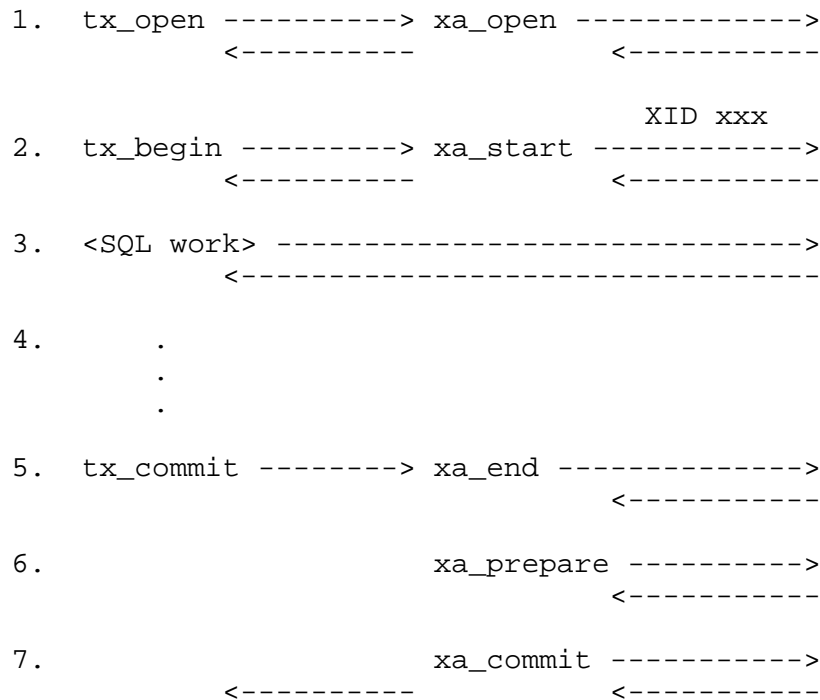 1. tx_open ----------> xa_open ------------->
<---------- <-----------
XID xxx
2. tx_begin ---------> xa_start ------------>
<---------- <-----------
3. <SQL work> ------------------------------>
<---------------------------------
4. .
.
.
5. tx_commit --------> xa_end -------------->
<-----------
6. xa_prepare ---------->
<-----------
7. xa_commit ----------->
<---------- <-----------